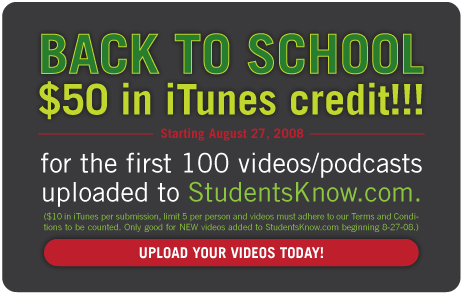 BACK TO SCHOOL
$50 in iTunes credit!!!
Starting August 27, 2008
for the first 100 videos/podcasts
uploaded to StudentsKnow.com.
($10 in iTunes per submission, limit 5 per person and videos must adhere to our Terms and Condi-
tions to be counted. Only good for NEW videos added to StudentsKnow.com beginning 8-27-08.)
UPLOAD YOUR VIDEOS TODAY!